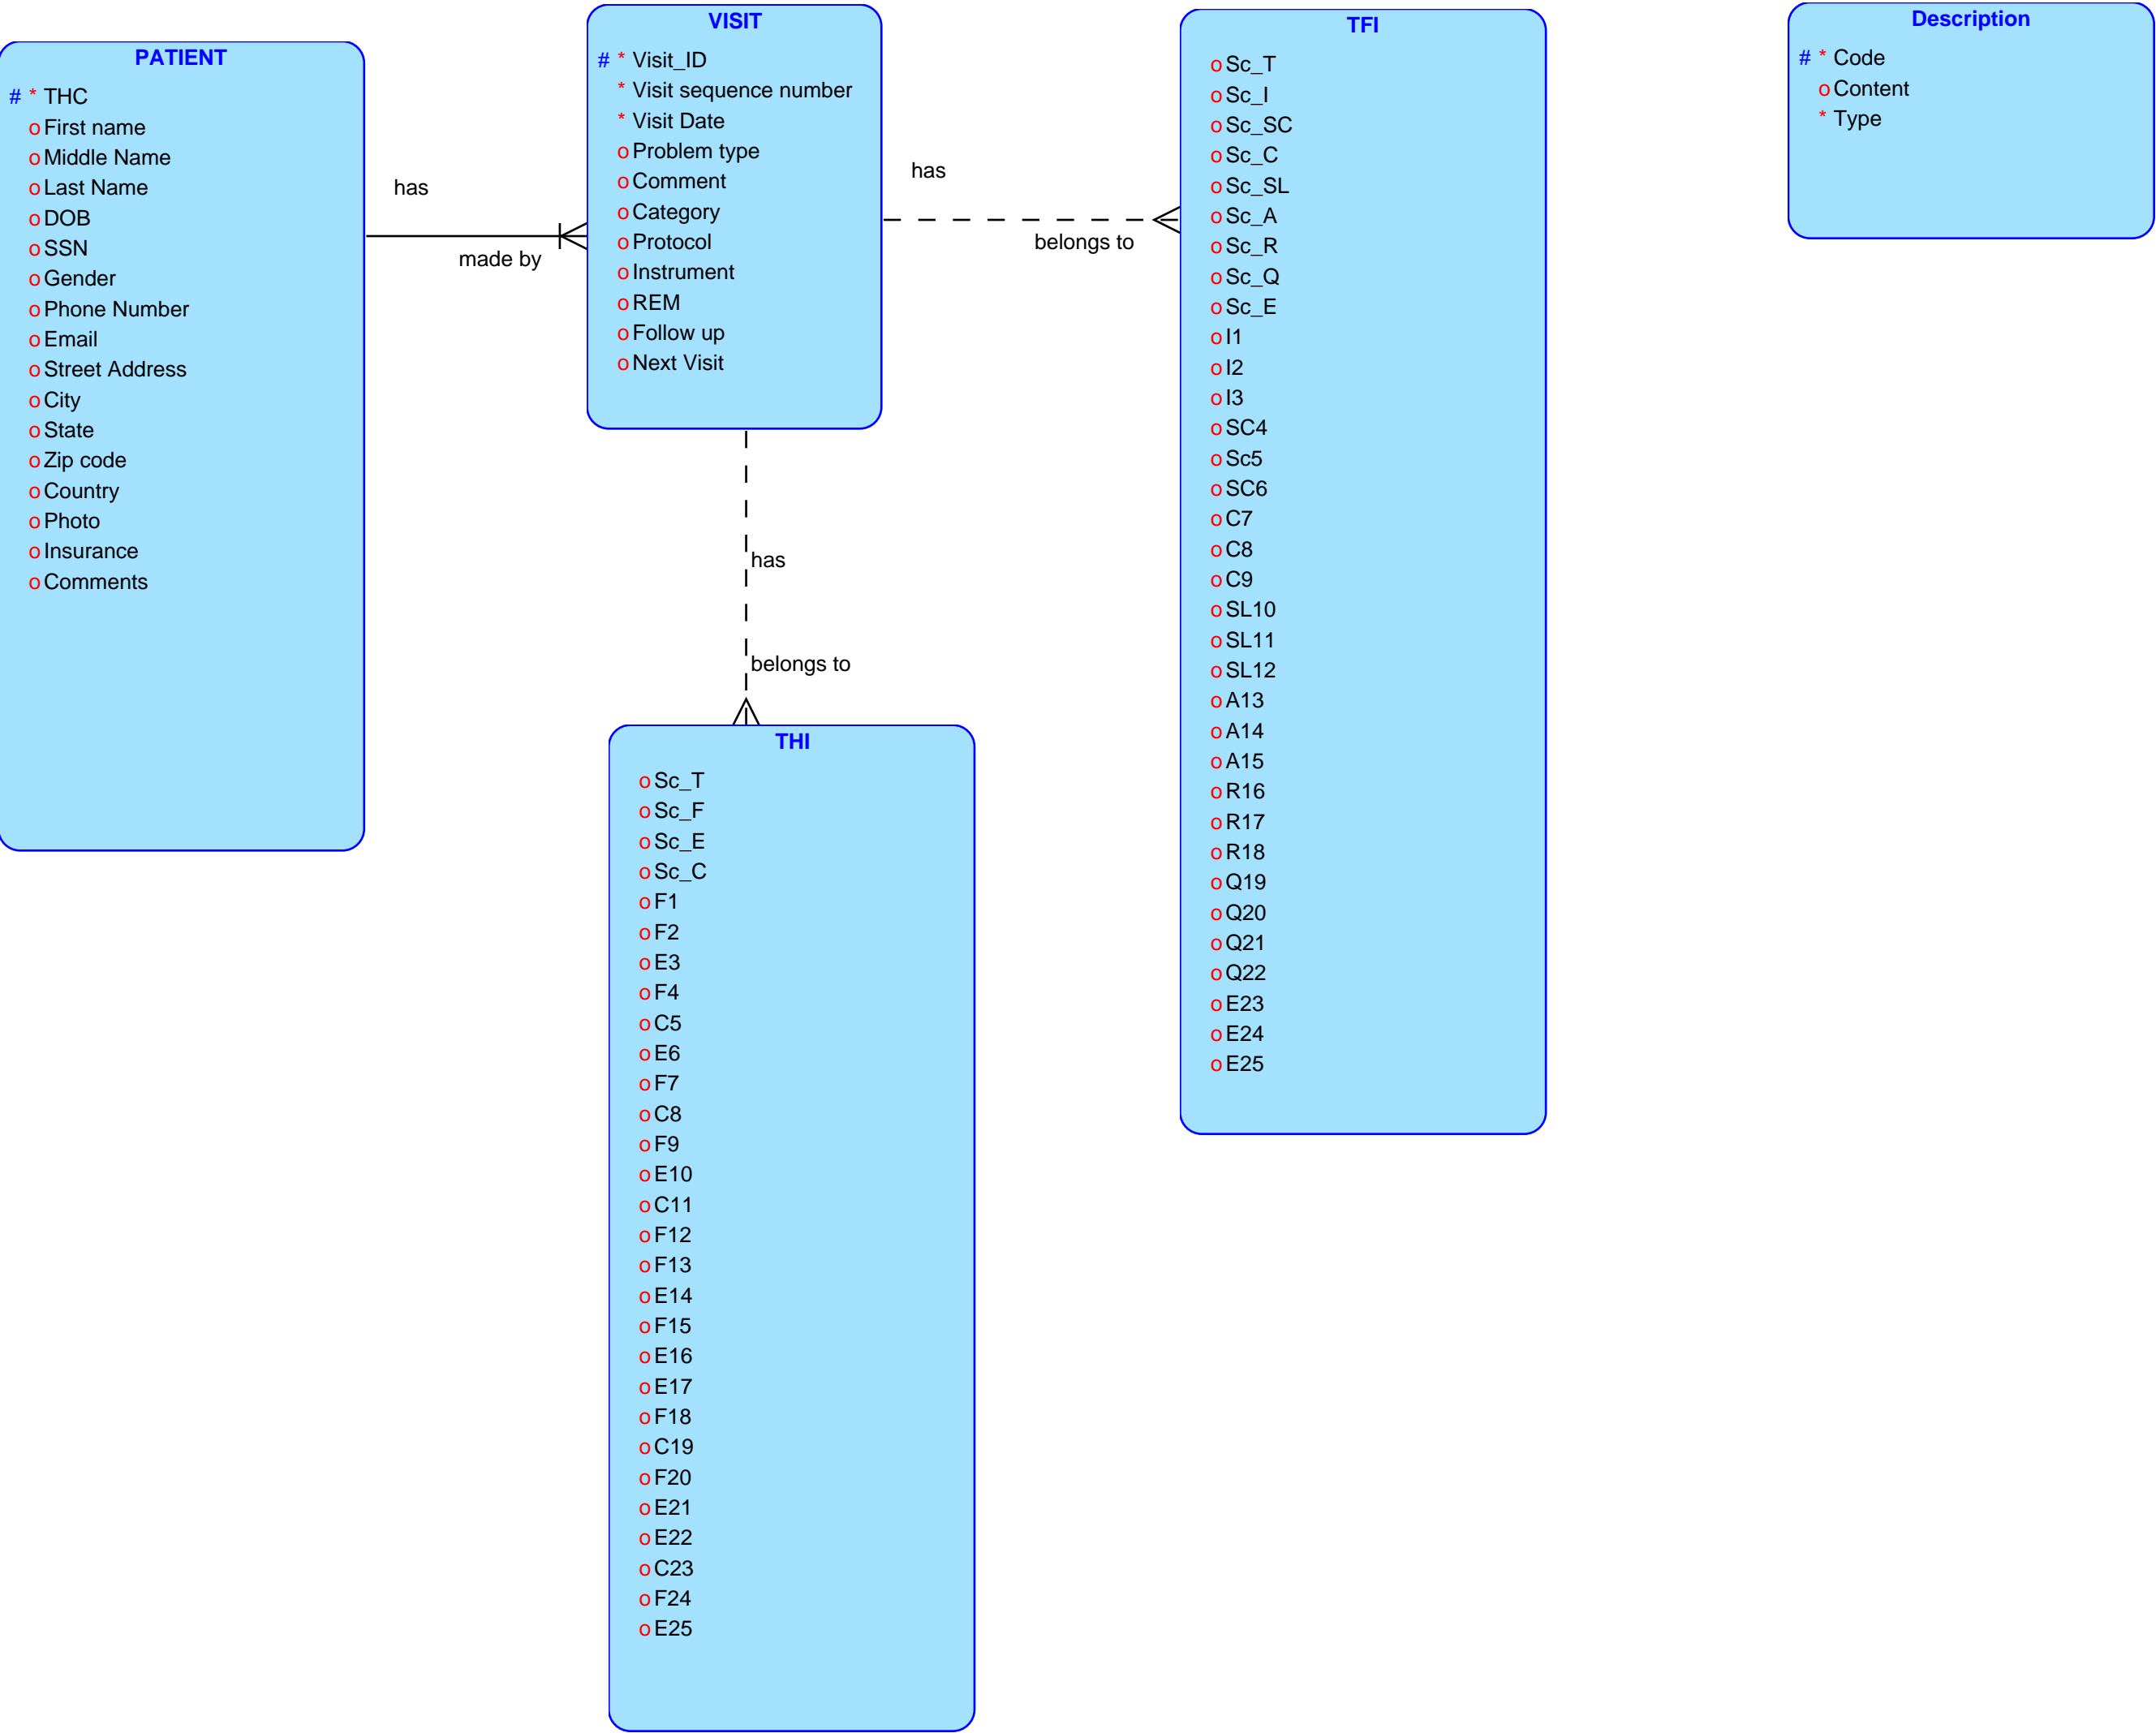 PATIENT
# * THC
o First name
o Middle Name
o Last Name
o DOB
o SSN
o Gender
o Phone Number
o Email
o Street Address
o City
o State
o Zip code
o Country
o Photo
o Insurance
o Comments
has
made by
VISIT
# * Visit_ID
* Visit sequence number
* Visit Date
o Problem type
o Comment
o Category
o Protocol
o Instrument
o REM
o Follow up
o Next Visit
has
belongs to
has
belongs to
TFI
o Sc_T
o Sc_I
o Sc_SC
o Sc_C
o Sc_SL
o Sc_A
o Sc_R
o Sc_Q
o Sc_E
o I1
o I2
o I3
o SC4
o Sc5
o SC6
o C7
o C8
o C9
o SL10
o SL11
o SL12
o A13
o A14
o A15
o R16
o R17
o R18
o Q19
o Q20
o Q21
o Q22
o E23
o E24
o E25
Description
# * Code
o Content
* Type
THI
o Sc_T
o Sc_F
o Sc_E
o Sc_C
o F1
o F2
o E3
o F4
o C5
o E6
o F7
o C8
o F9
o E10
o C11
o F12
o F13
o E14
o F15
o E16
o E17
o F18
o C19
o F20
o E21
o E22
o C23
o F24
o E25